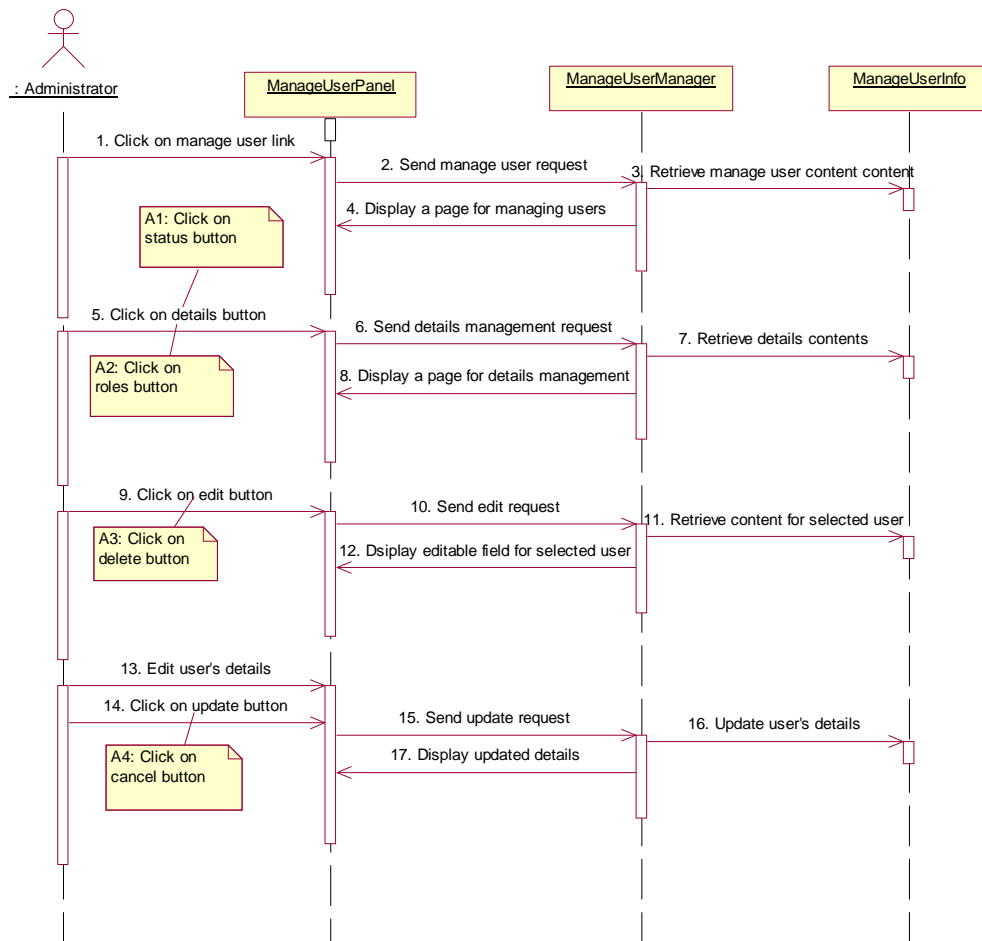 : Administrator
ManageUserPanel
ManageUserManager
ManageUserInfo
1. Click on manage user link
2. Send manage user request
3. Retrieve manage user content content
4. Display a page for managing users
A1: Click on
status button
5. Click on details button
6. Send details management request
7. Retrieve details contents
A2: Click on
roles button
8. Display a page for details management
9. Click on edit button
10. Send edit request
11. Retrieve content for selected user
A3: Click on
delete button
12. Dsiplay editable field for selected user
13. Edit user's details
14. Click on update button
15. Send update request
16. Update user's details
A4: Click on
cancel button
17. Display updated details